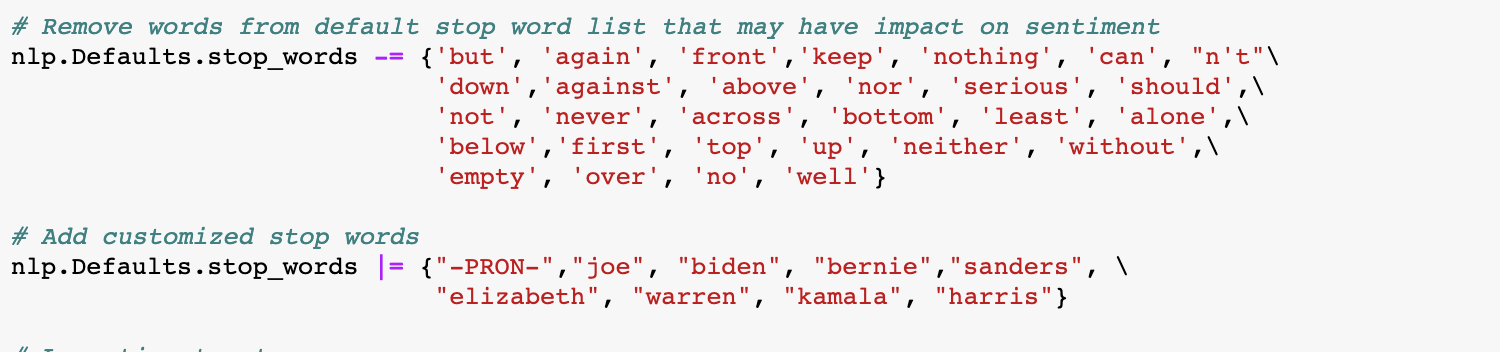 # Remove words from default stop word list that may have impact on sentiment
nlp.Defaults.stop_words -= {'but', 'again', 'front','keep', 'nothing', 'can', "n't"\
'down','against', 'above', 'nor', 'serious', 'should',\
'not', 'never', 'across', 'bottom', 'least', 'alone',\
'below','first', 'top', 'up', 'neither', 'without',\
'empty', 'over', 'no', 'well'}
# Add customized stop words
nlp.Defaults.stop_words |= {"-PRON-","joe", "biden", "bernie","sanders", \
"elizabeth", "warren", "kamala", "harris"}